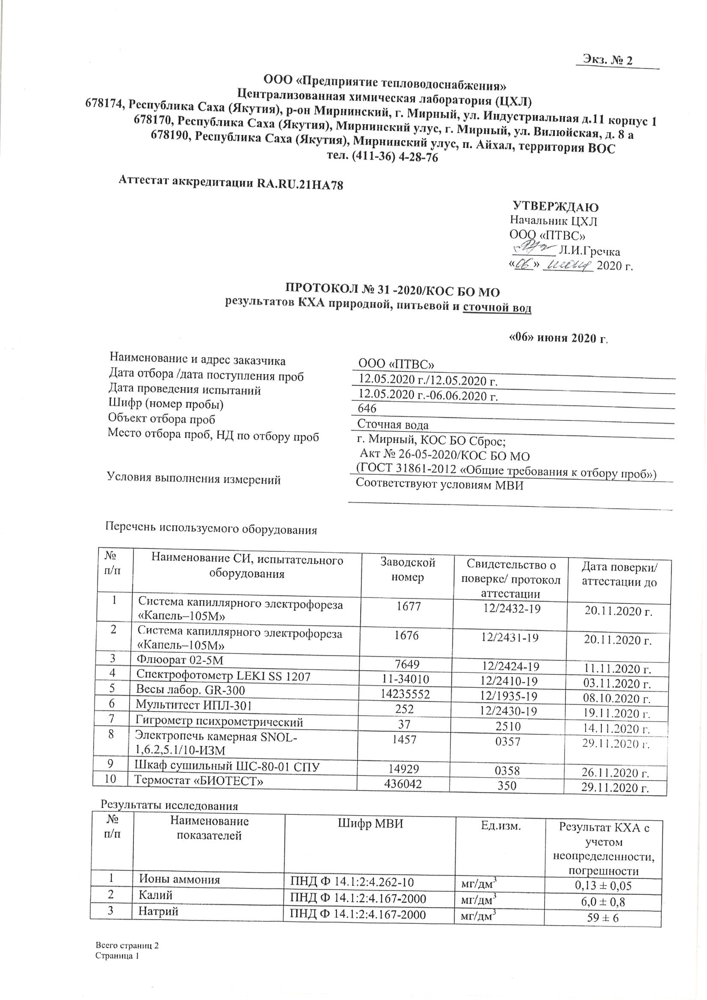 Экз. № 2
ООО «Предприятие тепловодоснабжения»
Централизованная химическая лаборатория (ЦХЛ)
678174, Республика Саха (Якутия), р-он Мирнинский, г. Мирный, ул. Индустриальная д.11 корпус 1
678170, Республика Саха (Якутия), Мирнинский улус, г. Мирный, ул. Вилюйская, д. 8 а
678190, Республика Саха (Якутия), Мирнинский улус, п. Айхал, территория ВОС
тел. (411-36) 4-28-76
Аттестат аккредитации RA.RU.21НА78
УТВЕРЖДАЮ
Начальник ЦХЛ
ООО «ПТВС»
Л.И.Гречка
«06» июня 2020 г.
ПРОТОКОЛ № 31 -2020/КОС БО МО
результатов КХА природной, питьевой и сточной вод
«06» июня 2020 г.
Наименование и адрес заказчика ООО «ПТВС»
Дата отбора /дата поступления проб 12.05.2020 г./12.05.2020 г.
Дата проведения испытаний 12.05.2020 г.-06.06.2020 г.
Шифр (номер пробы) 646
Объект отбора проб Сточная вода
Место отбора проб, НД по отбору проб г. Мирный, КОС БО Сброс;
Акт № 26-05-2020/КОС БО МО
(ГОСТ 31861-2012 «Общие требования к отбору проб»)
Условия выполнения измерений Соответствуют условиям МВИ
Перечень используемого оборудования
№ п/п Наименование СИ, испытательного оборудования Заводской номер Свидетельство о поверке/ протокол аттестации Дата поверки/ аттестации до
1 Система капиллярного электрофореза «Капель–105М» 1677 12/2432-19 20.11.2020 г.
2 Система капиллярного электрофореза «Капель–105М» 1676 12/2431-19 20.11.2020 г.
3 Флюорат 02-5М 7649 12/2424-19 11.11.2020 г.
4 Спектрофотометр LEKI SS 1207 11-34010 12/2410-19 03.11.2020 г.
5 Весы лабор. GR-300 14235552 12/1935-19 08.10.2020 г.
6 Мультитест ИПЛ-301 252 12/2430-19 19.11.2020 г.
7 Гигрометр психрометрический 37 2510 14.11.2020 г.
8 Электропечь камерная SNOL-1,6.2,5.1/10-ИЗМ 1457 0357 29.11.2020 г.
9 Шкаф сушильный ШС-80-01 СПУ 14929 0358 26.11.2020 г.
10 Термостат «БИОТЕСТ» 436042 350 29.11.2020 г.
Результаты исследования
№ п/п Наименование показателей Шифр МВИ Ед.изм. Результат КХА с учетом неопределенности, погрешности
1 Ионы аммония ПНД Ф 14.1:2:4.262-10 мг/дм³ 0,13 ± 0,05
2 Калий ПНД Ф 14.1:2:4.167-2000 мг/дм³ 6,0 ± 0,8
3 Натрий ПНД Ф 14.1:2:4.167-2000 мг/дм³ 59 ± 6
Всего страниц 2
Страница 1